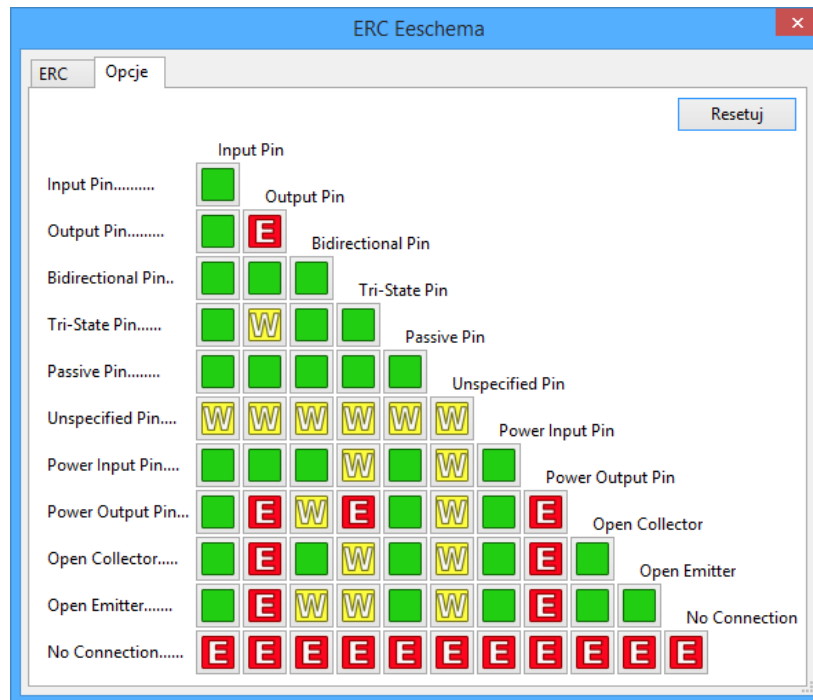 ERC Eeschema
ERC Opcje
Resetuj
Input Pin
Input Pin..........
Output Pin
Output Pin......... E
Bidirectional Pin
Bidirectional Pin..
Tri-State Pin
Tri-State Pin...... W
Passive Pin
Passive Pin........
Unspecified Pin
Unspecified Pin.... W W W W W W
Power Input Pin
Power Input Pin.... W W
Power Output Pin
Power Output Pin... E W E W E
Open Collector
Open Collector..... E W W E
Open Emitter
Open Emitter....... E W W W E
No Connection
No Connection...... E E E E E E E E E E E